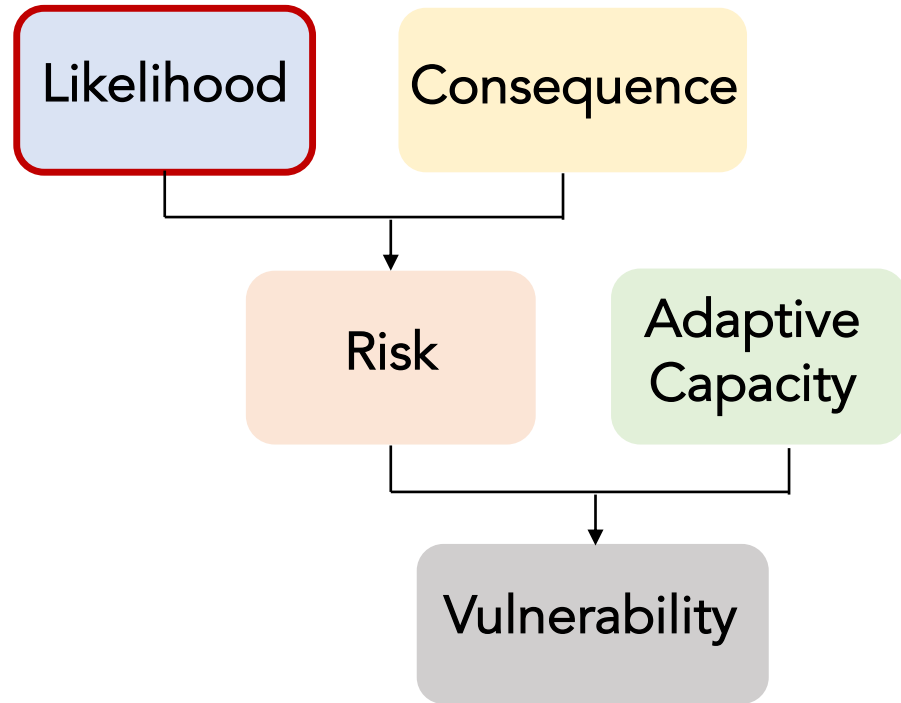 Likelihood
Consequence
Risk
Adaptive
Capacity
Vulnerability